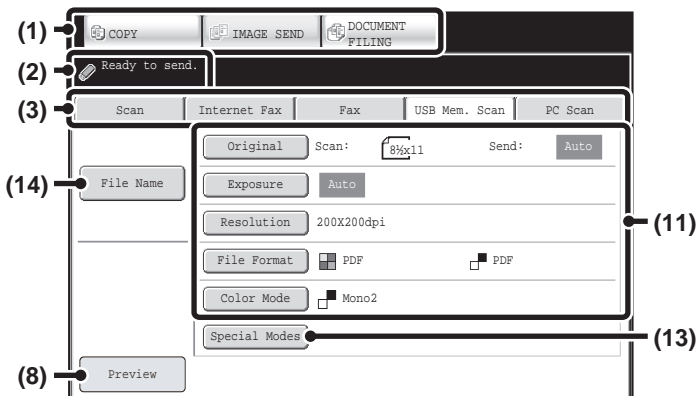 (1) COPY IMAGE SEND DOCUMENT
FILING
(2) Ready to send.
(3) Scan Internet Fax Fax USB Mem. Scan PC Scan
Original Scan: 8½x11 Send: Auto
(14) File Name Exposure Auto
Resolution 200X200dpi (11)
File Format PDF PDF
Color Mode Mono2
Special Modes (13)
(8) Preview